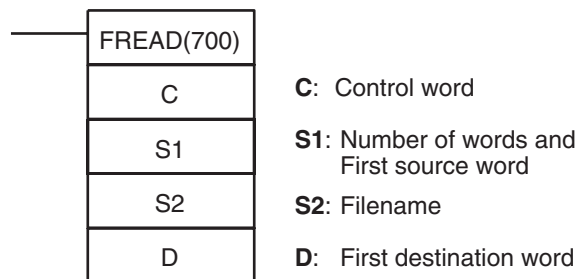 FREAD(700)
C
C: Control word
S1
S1: Number of words and
First source word
S2
S2: Filename
D
D: First destination word